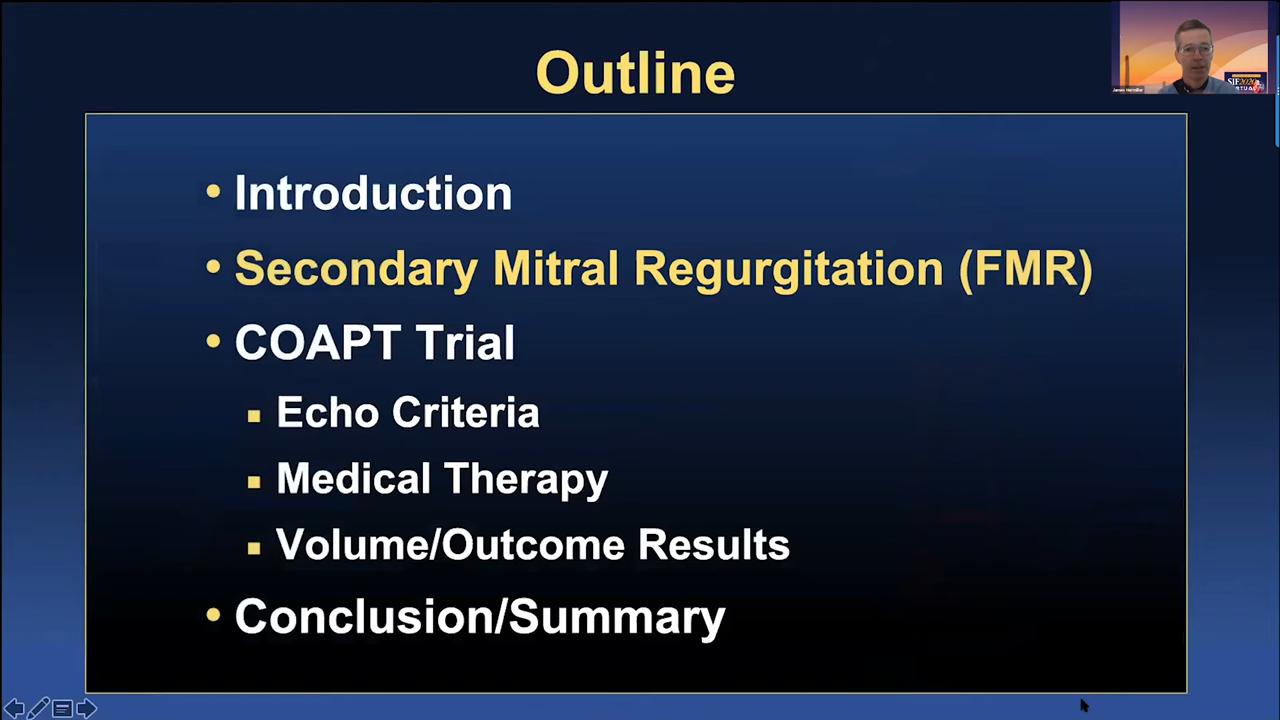 Outline
Introduction
Secondary Mitral Regurgitation (FMR)
COAPT Trial
Echo Criteria
Medical Therapy
Volume/Outcome Results
Conclusion/Summary